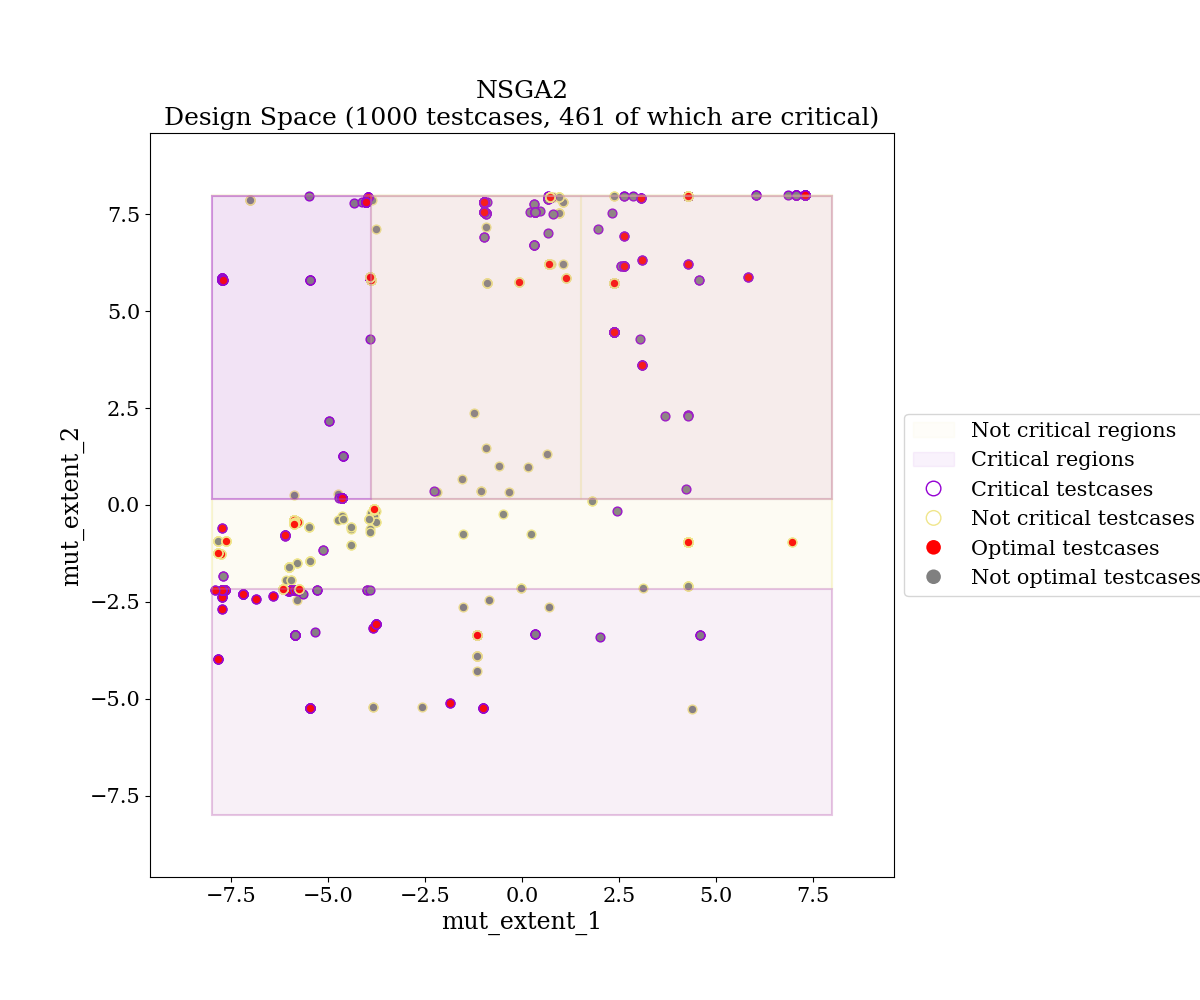 NSGA2
Design Space (1000 testcases, 461 of which are critical)
7.5
5.0
2.5
0.0
−2.5
−5.0
−7.5
mut_extent_2
−7.5
−5.0
−2.5
0.0
2.5
5.0
7.5
mut_extent_1
Not critical regions
Critical regions
Critical testcases
Not critical testcases
Optimal testcases
Not optimal testcases